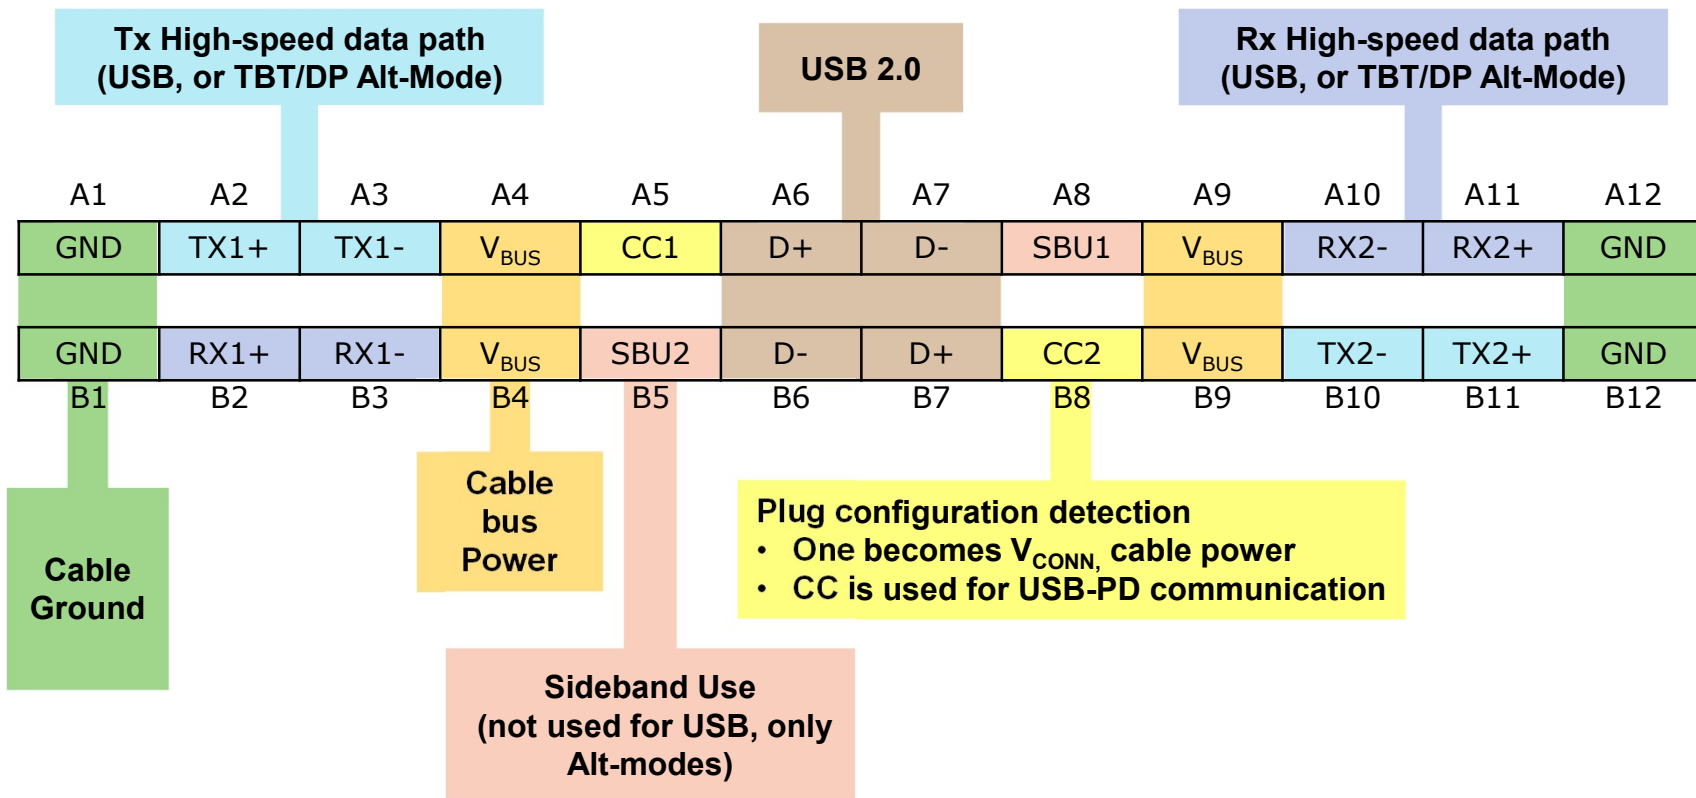 Tx High-speed data path
(USB, or TBT/DP Alt-Mode)
USB 2.0
Rx High-speed data path
(USB, or TBT/DP Alt-Mode)
A1 A2 A3 A4 A5 A6 A7 A8 A9 A10 A11 A12
GND TX1+ TX1- VBUS CC1 D+ D- SBU1 VBUS RX2- RX2+ GND
GND RX1+ RX1- VBUS SBU2 D- D+ CC2 VBUS TX2- TX2+ GND
B1 B2 B3 B4 B5 B6 B7 B8 B9 B10 B11 B12
Cable
Ground
Cable
bus
Power
Sideband Use
(not used for USB, only
Alt-modes)
Plug configuration detection
• One becomes VCONN, cable power
• CC is used for USB-PD communication